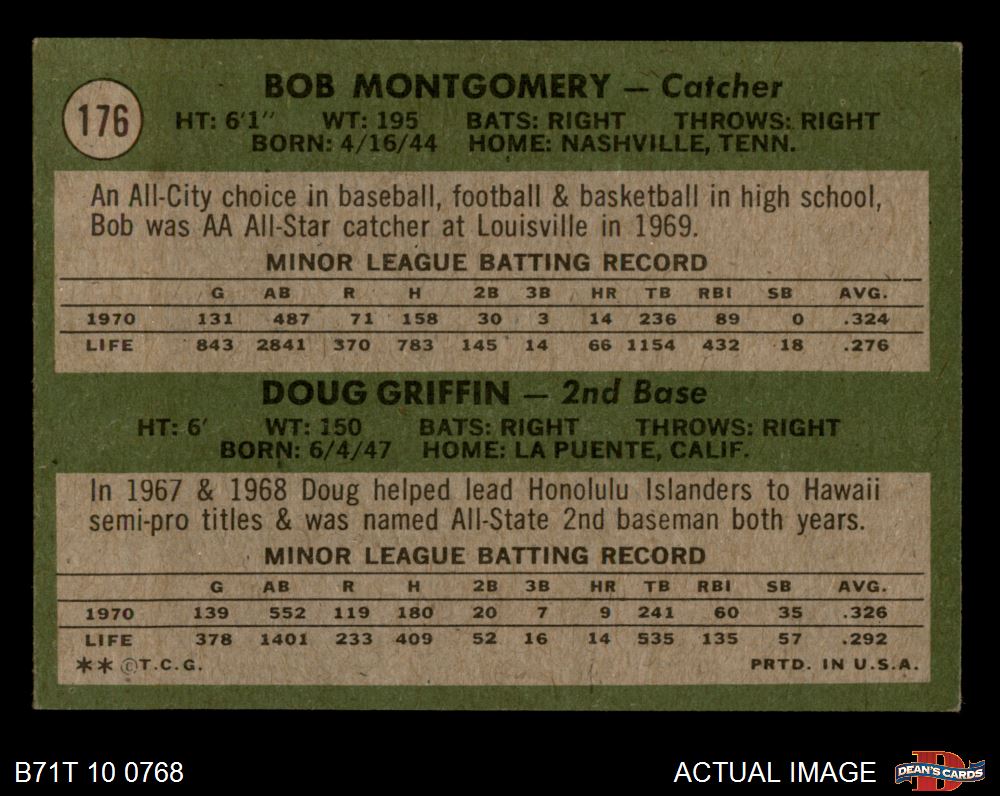 176
BOB MONTGOMERY — Catcher
HT: 6'1" WT: 195 BATS: RIGHT THROWS: RIGHT
BORN: 4/16/44 HOME: NASHVILLE, TENN.
An All-City choice in baseball, football & basketball in high school,
Bob was AA All-Star catcher at Louisville in 1969.
MINOR LEAGUE BATTING RECORD
G AB R H 2B 3B HR TB RBI SB AVG.
1970 131 487 71 158 30 3 14 236 89 0 .324
LIFE 843 2841 370 783 145 14 66 1154 432 18 .276
DOUG GRIFFIN — 2nd Base
HT: 6' WT: 150 BATS: RIGHT THROWS: RIGHT
BORN: 6/4/47 HOME: LA PUENTE, CALIF.
In 1967 & 1968 Doug helped lead Honolulu Islanders to Hawaii
semi-pro titles & was named All-State 2nd baseman both years.
MINOR LEAGUE BATTING RECORD
G AB R H 2B 3B HR TB RBI SB AVG.
1970 139 552 119 180 20 7 9 241 60 35 .326
LIFE 378 1401 233 409 52 16 14 535 135 57 .292
**©T.C.G. PRTD. IN U.S.A.
B71T 10 0768 ACTUAL IMAGE D DEAN'S CARDS